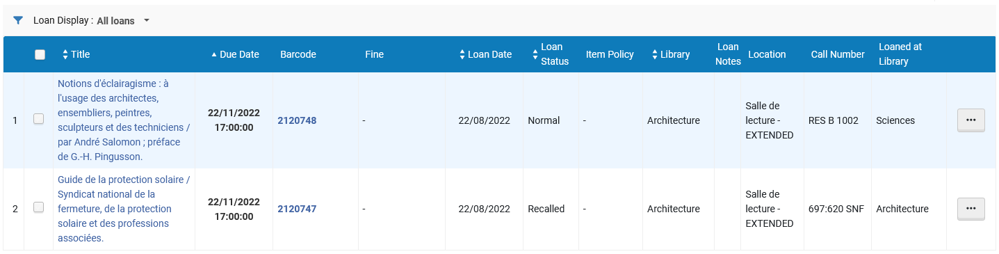 Loan Display : All loans
Title Due Date Barcode Fine Loan Date Loan Status Item Policy Library Loan Notes Location Call Number Loaned at Library
1
Notions d'éclairagisme : à
l'usage des architectes,
ensembliers, peintres,
sculpteurs et des techniciens /
par André Salomon ; préface
de G.-H. Pingusson.
22/11/2022
17:00:00
2120748
-
22/08/2022
Normal
-
Architecture
Salle de
lecture -
EXTENDED
RES B 1002
Sciences
2
Guide de la protection solaire /
Syndicat national de la
fermeture, de la protection
solaire et des professions
associées.
22/11/2022
17:00:00
2120747
-
22/08/2022
Recalled
-
Architecture
Salle de
lecture -
EXTENDED
697:620 SNF
Architecture